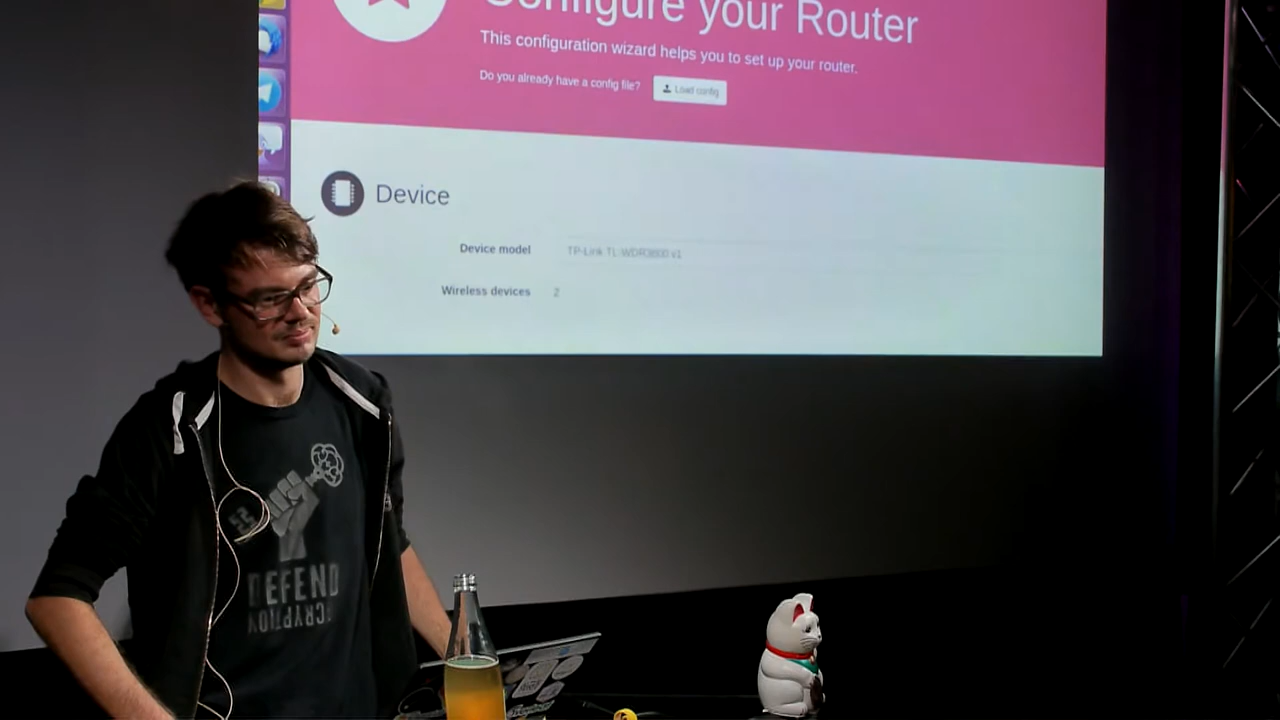 Configure your Router
This configuration wizard helps you to set up your router.
Do you already have a config file?
Load config
Device
Device model
TP-Link TL-WDR3600 v1
Wireless devices
2
DEFEND